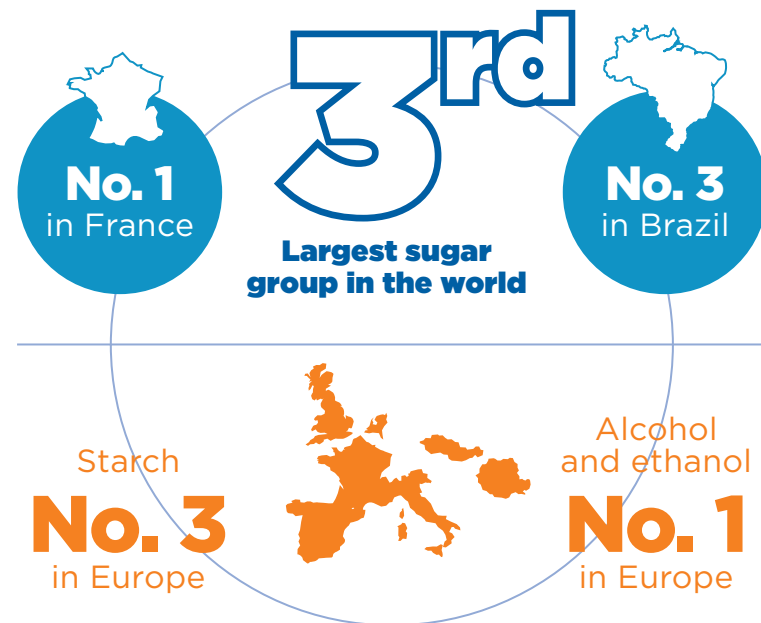 3rd
Largest sugar
group in the world
No. 1
in France
No. 3
in Brazil
Starch
No. 3
in Europe
Alcohol
and ethanol
No. 1
in Europe